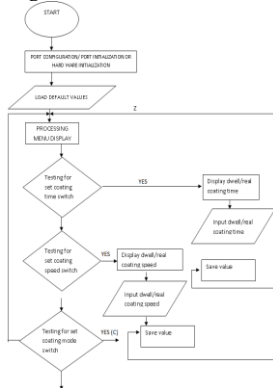 START
PORT CONFIGURATION/ PORT INITIALIZATION OR
HARD WARE INITIALIZATION
LOAD DEFAULT VALUES
Z
PROCESSING
MENU DISPLAY
Testing for
set coating
time switch
YES
Display dwell/real
coating time
Input dwell/real
coating time
Testing for
set coating
speed switch
YES
Display dwell/real
coating speed
Save value
Input dwell/real
coating speed
Testing for set
coating mode
switch
YES (C)
Save value